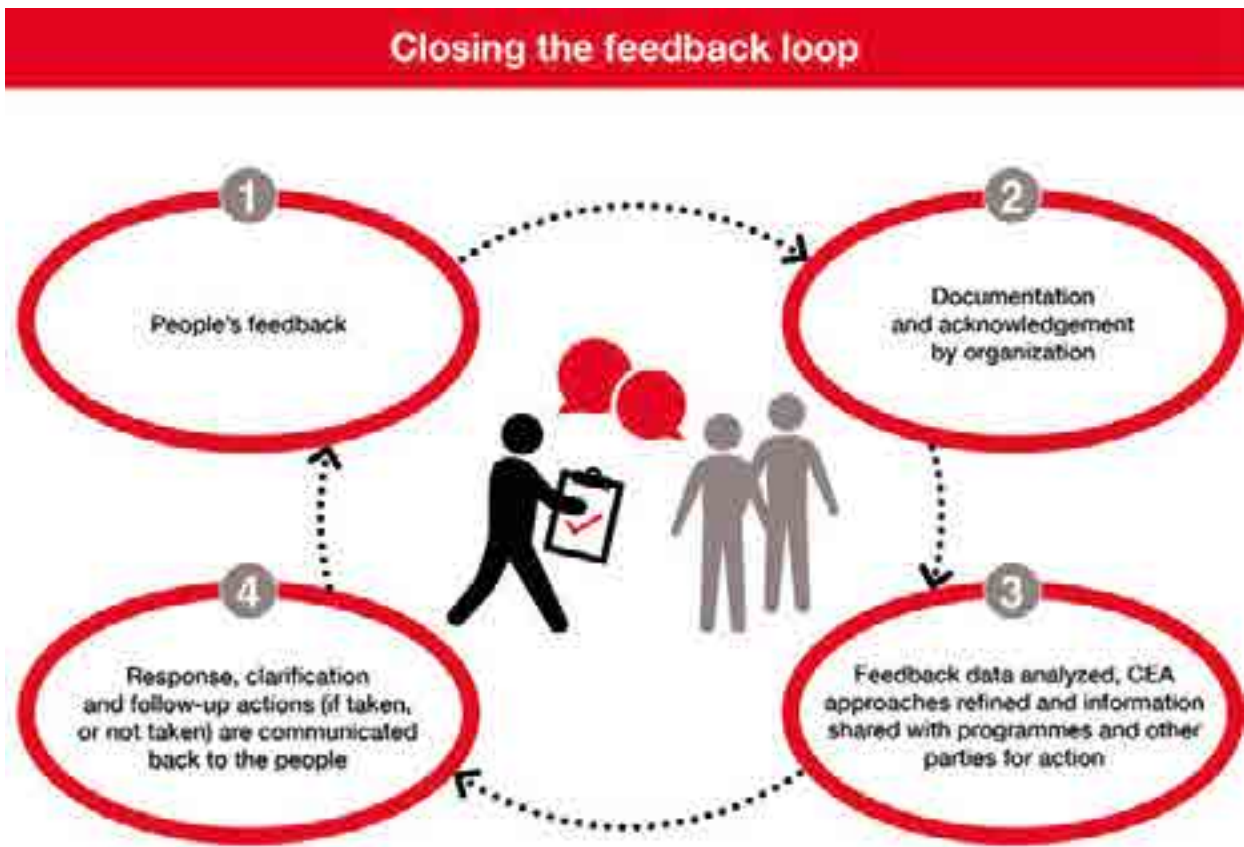 Closing the feedback loop
1
People's feedback
2
Documentation
and acknowledgement
by organization
3
Feedback data analyzed, CEA
approaches refined and information
shared with programmes and other
parties for action
4
Response, clarification
and follow-up actions (if taken,
or not taken) are communicated
back to the people